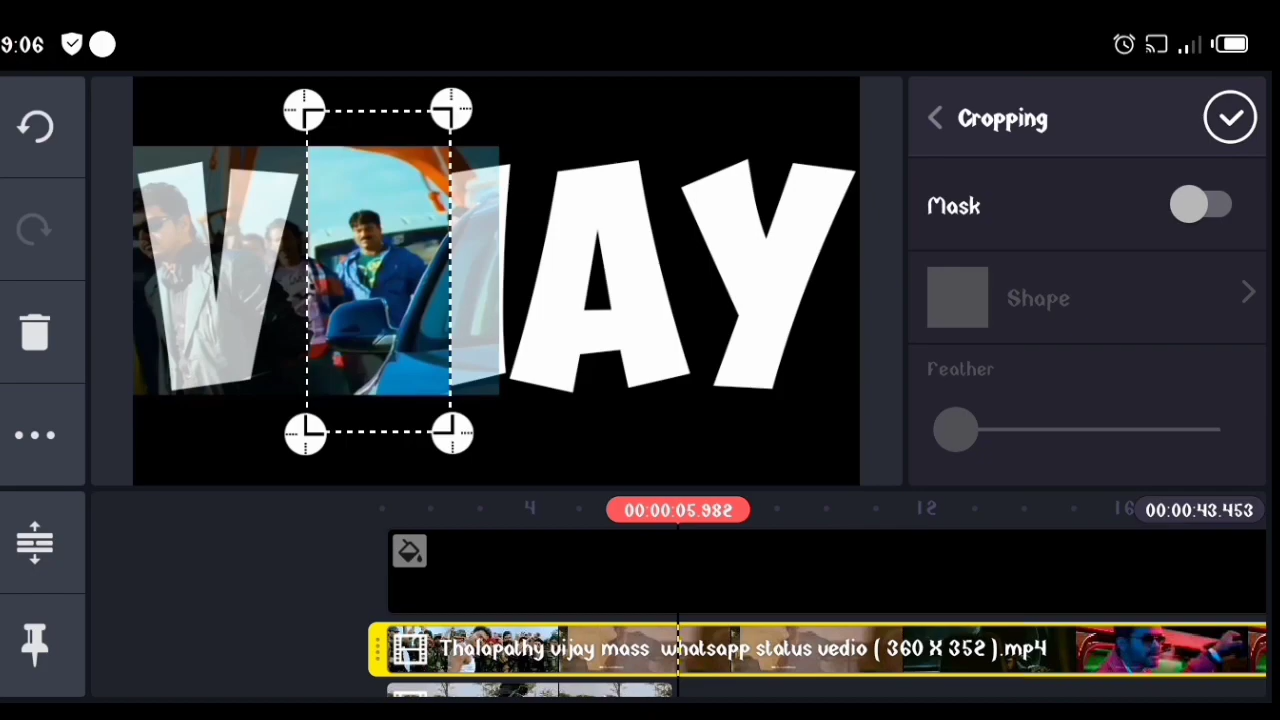 9:06
Cropping
Mask
Shape
Feather
V JAY
4
00:00:05.982
12
16
00:00:43.453
Thalapathy vijay mass whatsapp status vedio ( 360 X 352 ).mp4